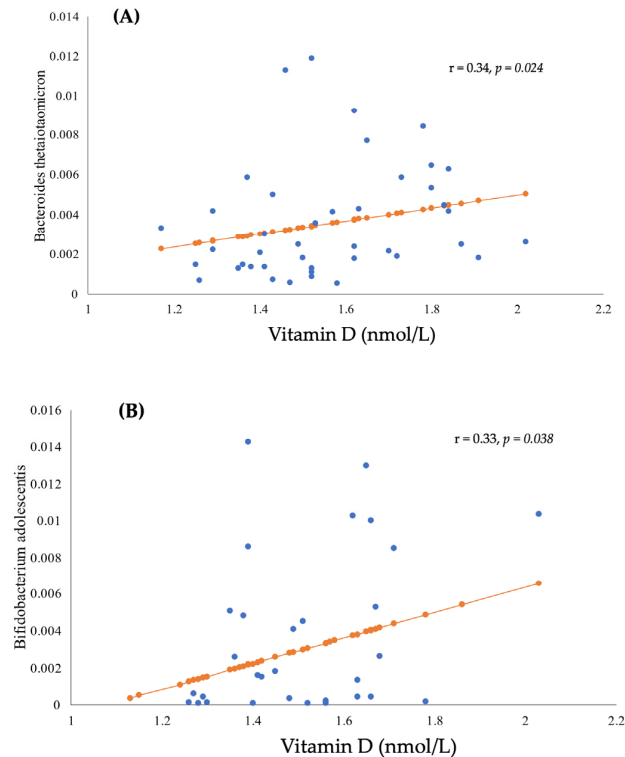 (A)
0.014
0.012
0.01
0.008
0.006
0.004
0.002
0
r = 0.34, p = 0.024
Bacteroides thetaiotaomicron
1 1.2 1.4 1.6 1.8 2 2.2
Vitamin D (nmol/L)
(B)
0.016
0.014
0.012
0.01
0.008
0.006
0.004
0.002
0
r = 0.33, p = 0.038
Bifidobacterium adolescentis
1 1.2 1.4 1.6 1.8 2 2.2
Vitamin D (nmol/L)